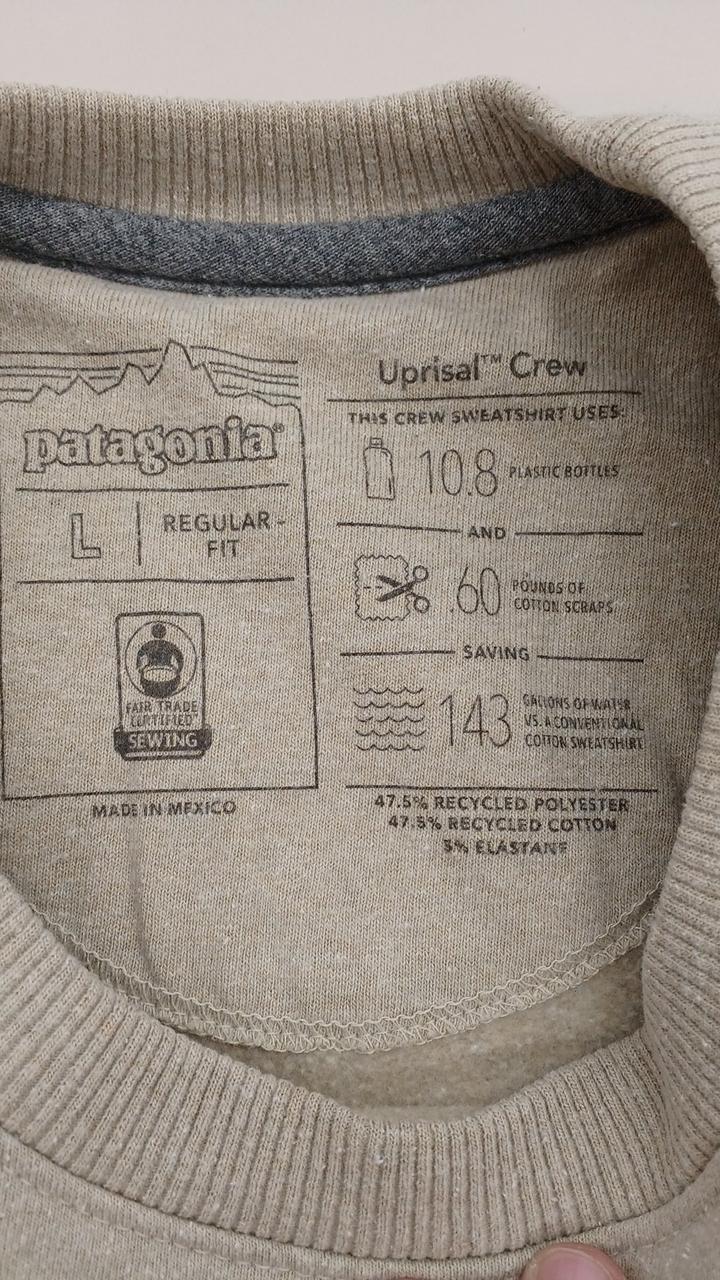 patagonia®
L
REGULAR
FIT
FAIR TRADE
CERTIFIED™
SEWING
MADE IN MEXICO
Uprisal™ Crew
THIS CREW SWEATSHIRT USES:
10.8 PLASTIC BOTTLES
AND
.60 POUNDS OF
COTTON SCRAPS
SAVING
143 GALLONS OF WATER
VS. A CONVENTIONAL
COTTON SWEATSHIRT
47.5% RECYCLED POLYESTER
47.5% RECYCLED COTTON
5% ELASTANE